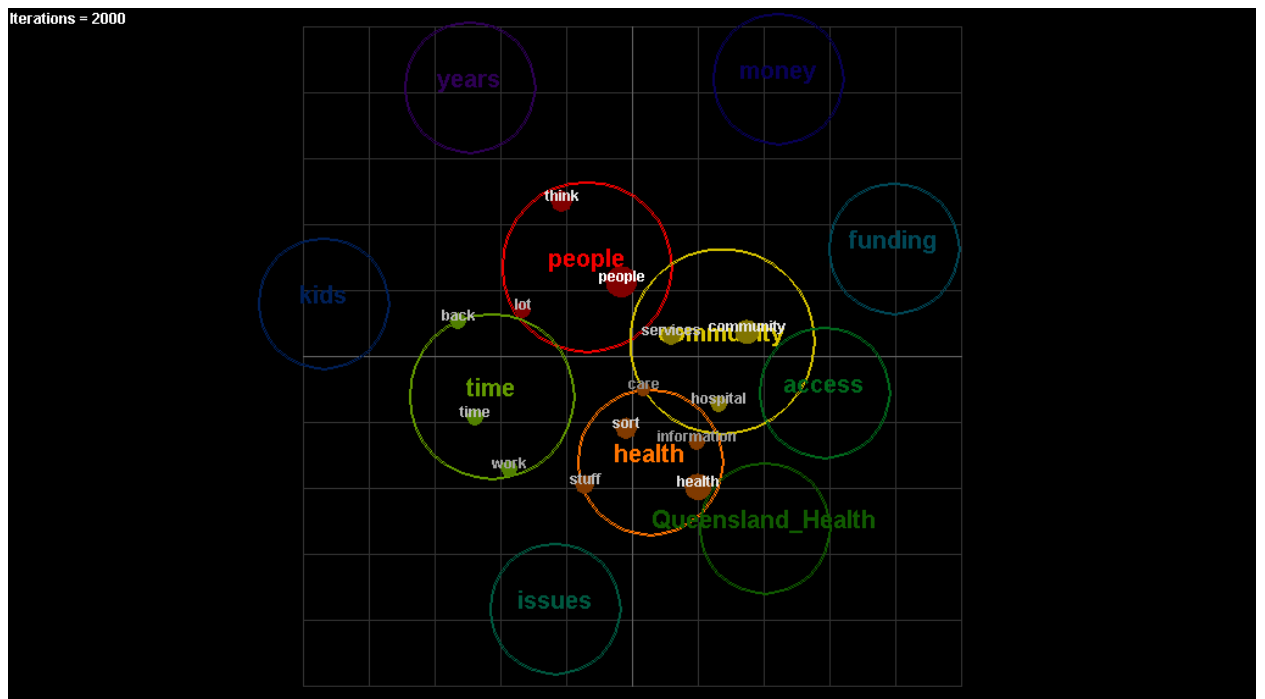 Iterations = 2000
years
money
think
funding
people
people
kids
lot
back
services
community
community
care
access
time
time
hospital
sort
information
health
work
stuff
health
Queensland_Health
issues